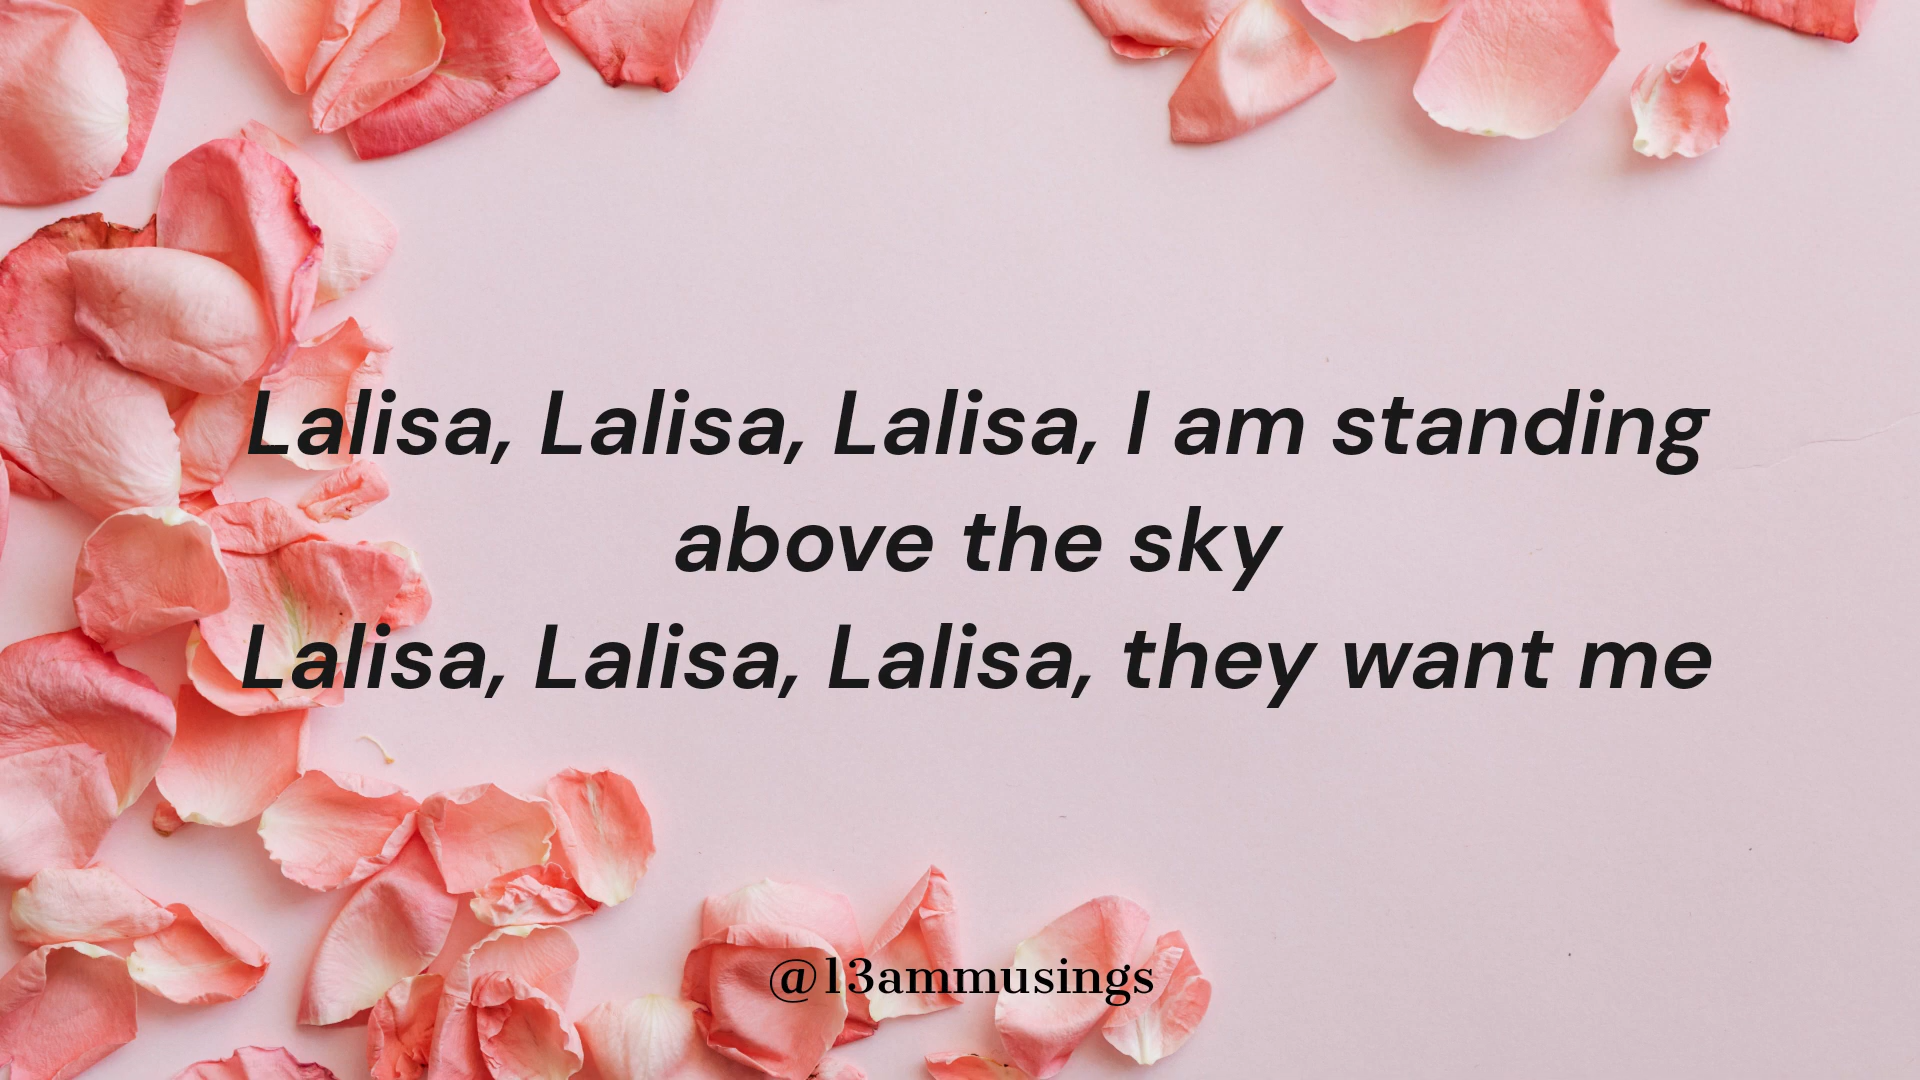 Lalisa, Lalisa, Lalisa, I am standing
above the sky
Lalisa, Lalisa, Lalisa, they want me
@13ammusings